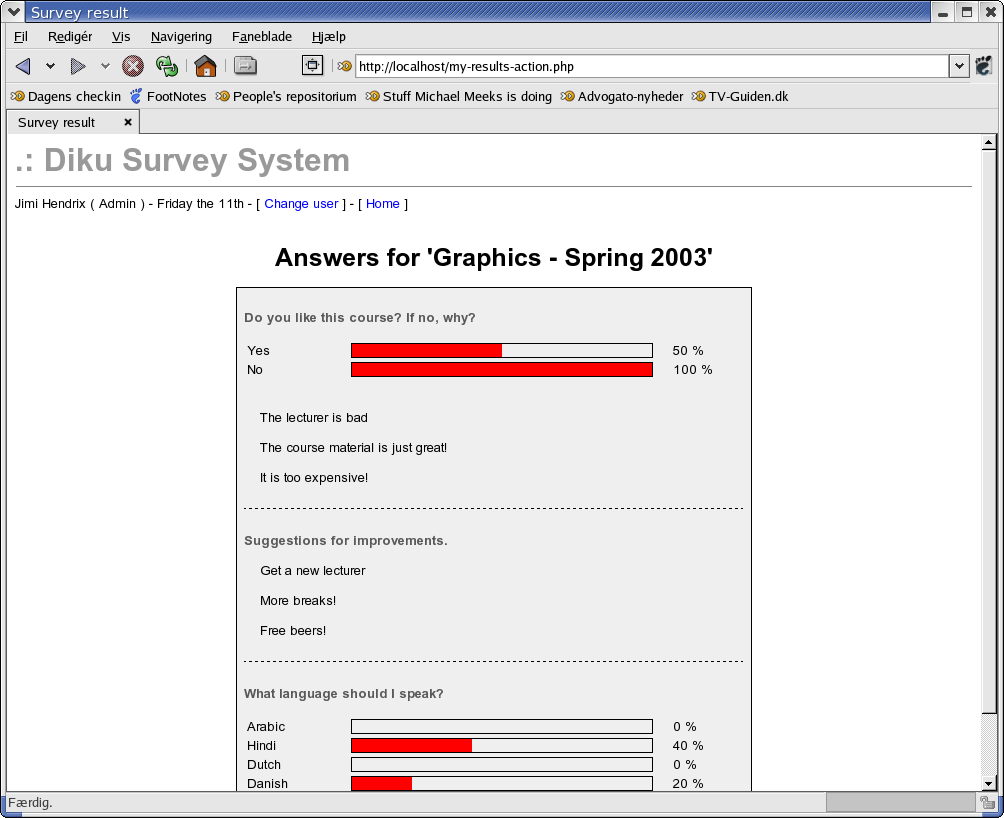 Survey result
Fil Redigér Vis Navigering Faneblade Hjælp
http://localhost/my-results-action.php
Dagens checkin FootNotes People's repositorium Stuff Michael Meeks is doing Advogato-nyheder TV-Guiden.dk
Survey result
.: Diku Survey System
Jimi Hendrix ( Admin ) - Friday the 11th - [ Change user ] - [ Home ]
Answers for 'Graphics - Spring 2003'
Do you like this course? If no, why?
Yes 50 %
No 100 %
The lecturer is bad
The course material is just great!
It is too expensive!
Suggestions for improvements.
Get a new lecturer
More breaks!
Free beers!
What language should I speak?
Arabic 0 %
Hindi 40 %
Dutch 0 %
Danish 20 %
Færdig.